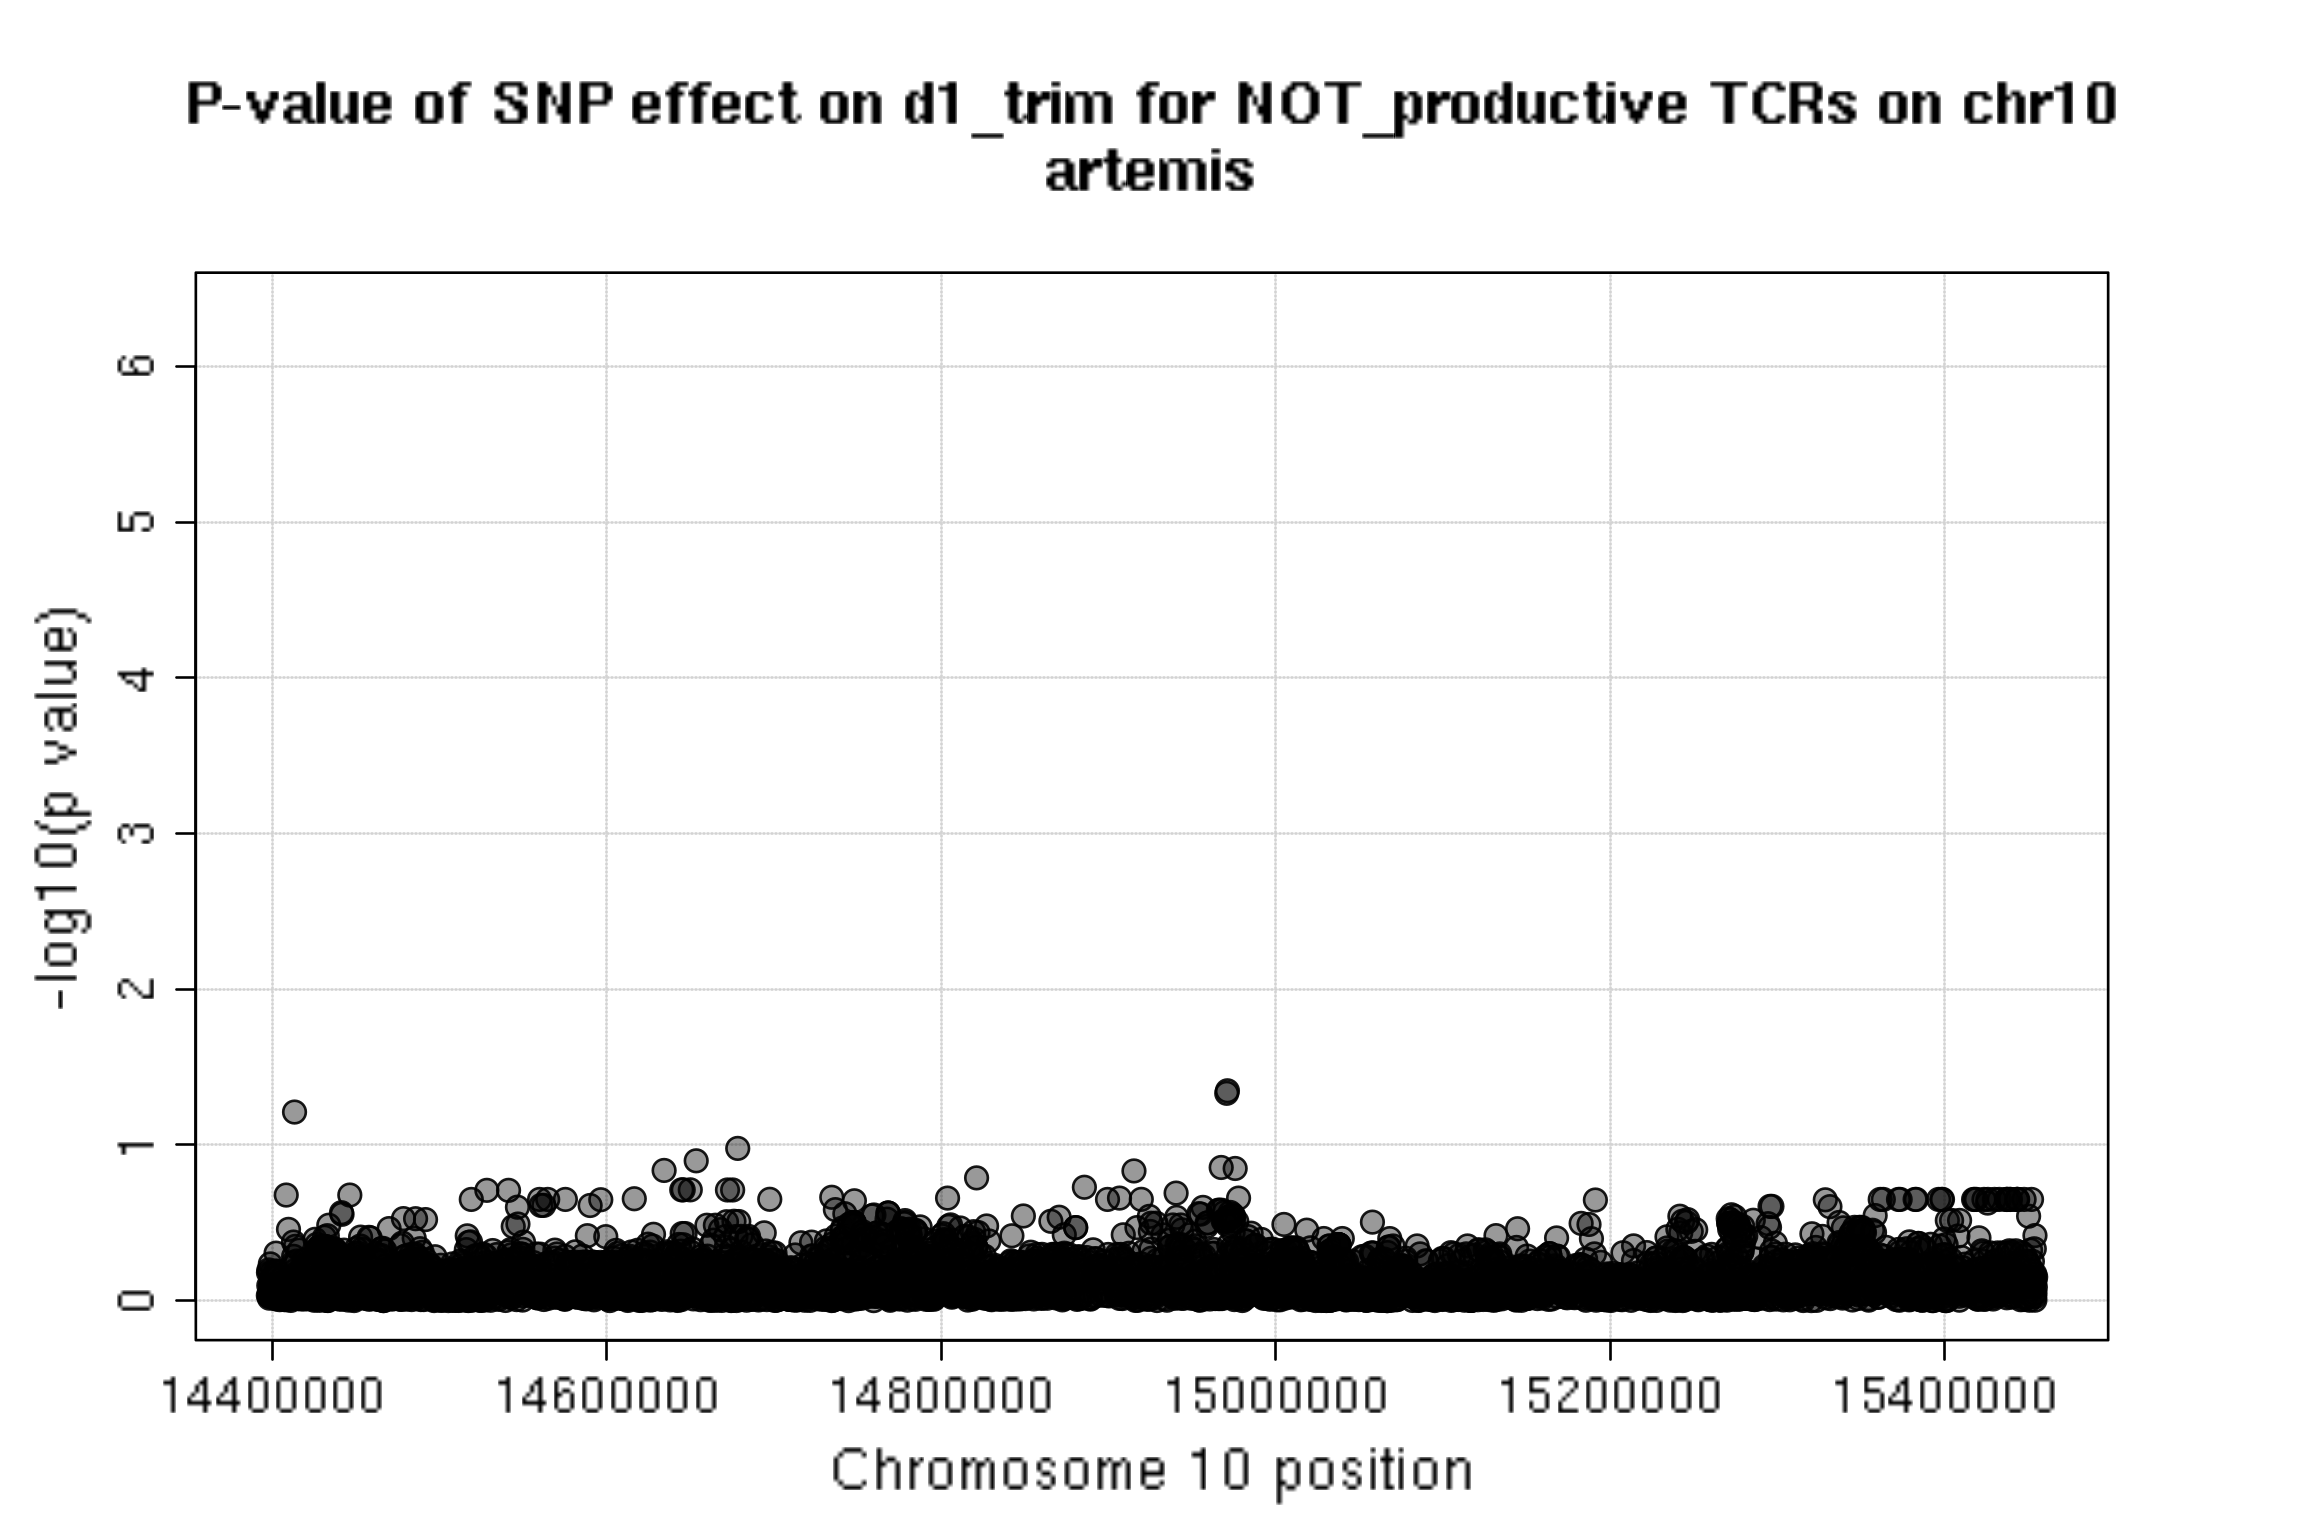 P-value of SNP effect on d1_trim for NOT_productive TCRs on chr10
artemis
-log10(p value)
6
5
4
3
2
1
0
14400000 14600000 14800000 15000000 15200000 15400000
Chromosome 10 position